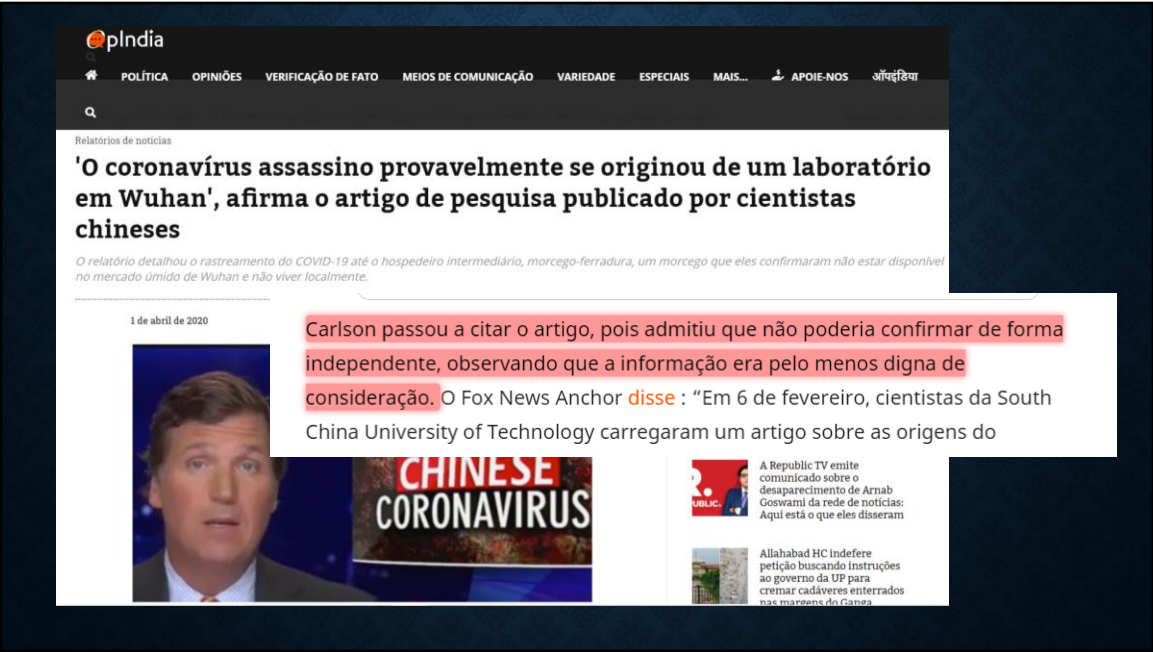 OpIndia
POLÍTICA OPINIÕES VERIFICAÇÃO DE FATO MEIOS DE COMUNICAÇÃO VARIEDADE ESPECIAIS MAIS... APOIE-NOS ऑपइंडिया
Relatórios de notícias
'O coronavírus assassino provavelmente se originou de um laboratório
em Wuhan', afirma o artigo de pesquisa publicado por cientistas
chineses
O relatório detalhou o rastreamento do COVID-19 até o hospedeiro intermediário, morcego-ferradura, um morcego que eles confirmaram não estar disponível
no mercado úmido de Wuhan e não viver localmente.
1 de abril de 2020
Carlson passou a citar o artigo, pois admitiu que não poderia confirmar de forma
independente, observando que a informação era pelo menos digna de
consideração. O Fox News Anchor disse : “Em 6 de fevereiro, cientistas da South
China University of Technology carregaram um artigo sobre as origens do
CHINESE
CORONAVIRUS
R.
UBLIC.
A Republic TV emite
comunicado sobre o
desaparecimento de Arnab
Goswami da rede de notícias:
Aqui está o que eles disseram
Allahabad HC indefere
petição buscando instruções
ao governo da UP para
cremar cadáveres enterrados
nas margens do Ganga